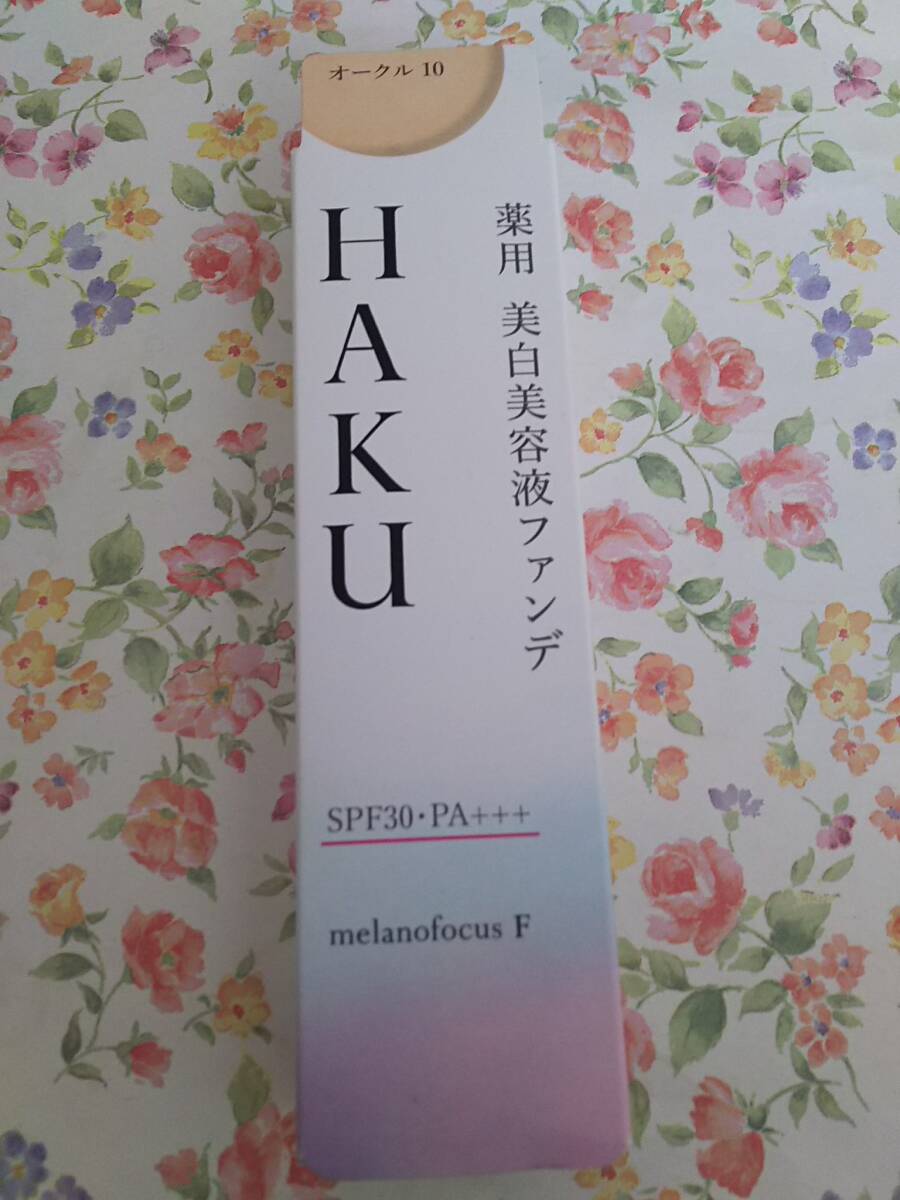 オークル 10
HAKU
薬用 美白美容液ファンデ
SPF30・PA+++
melanofocus F